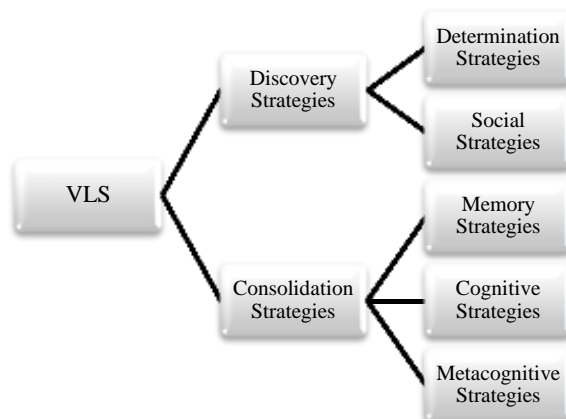 VLS
Discovery
Strategies
Determination
Strategies
Social
Strategies
Consolidation
Strategies
Memory
Strategies
Cognitive
Strategies
Metacognitive
Strategies